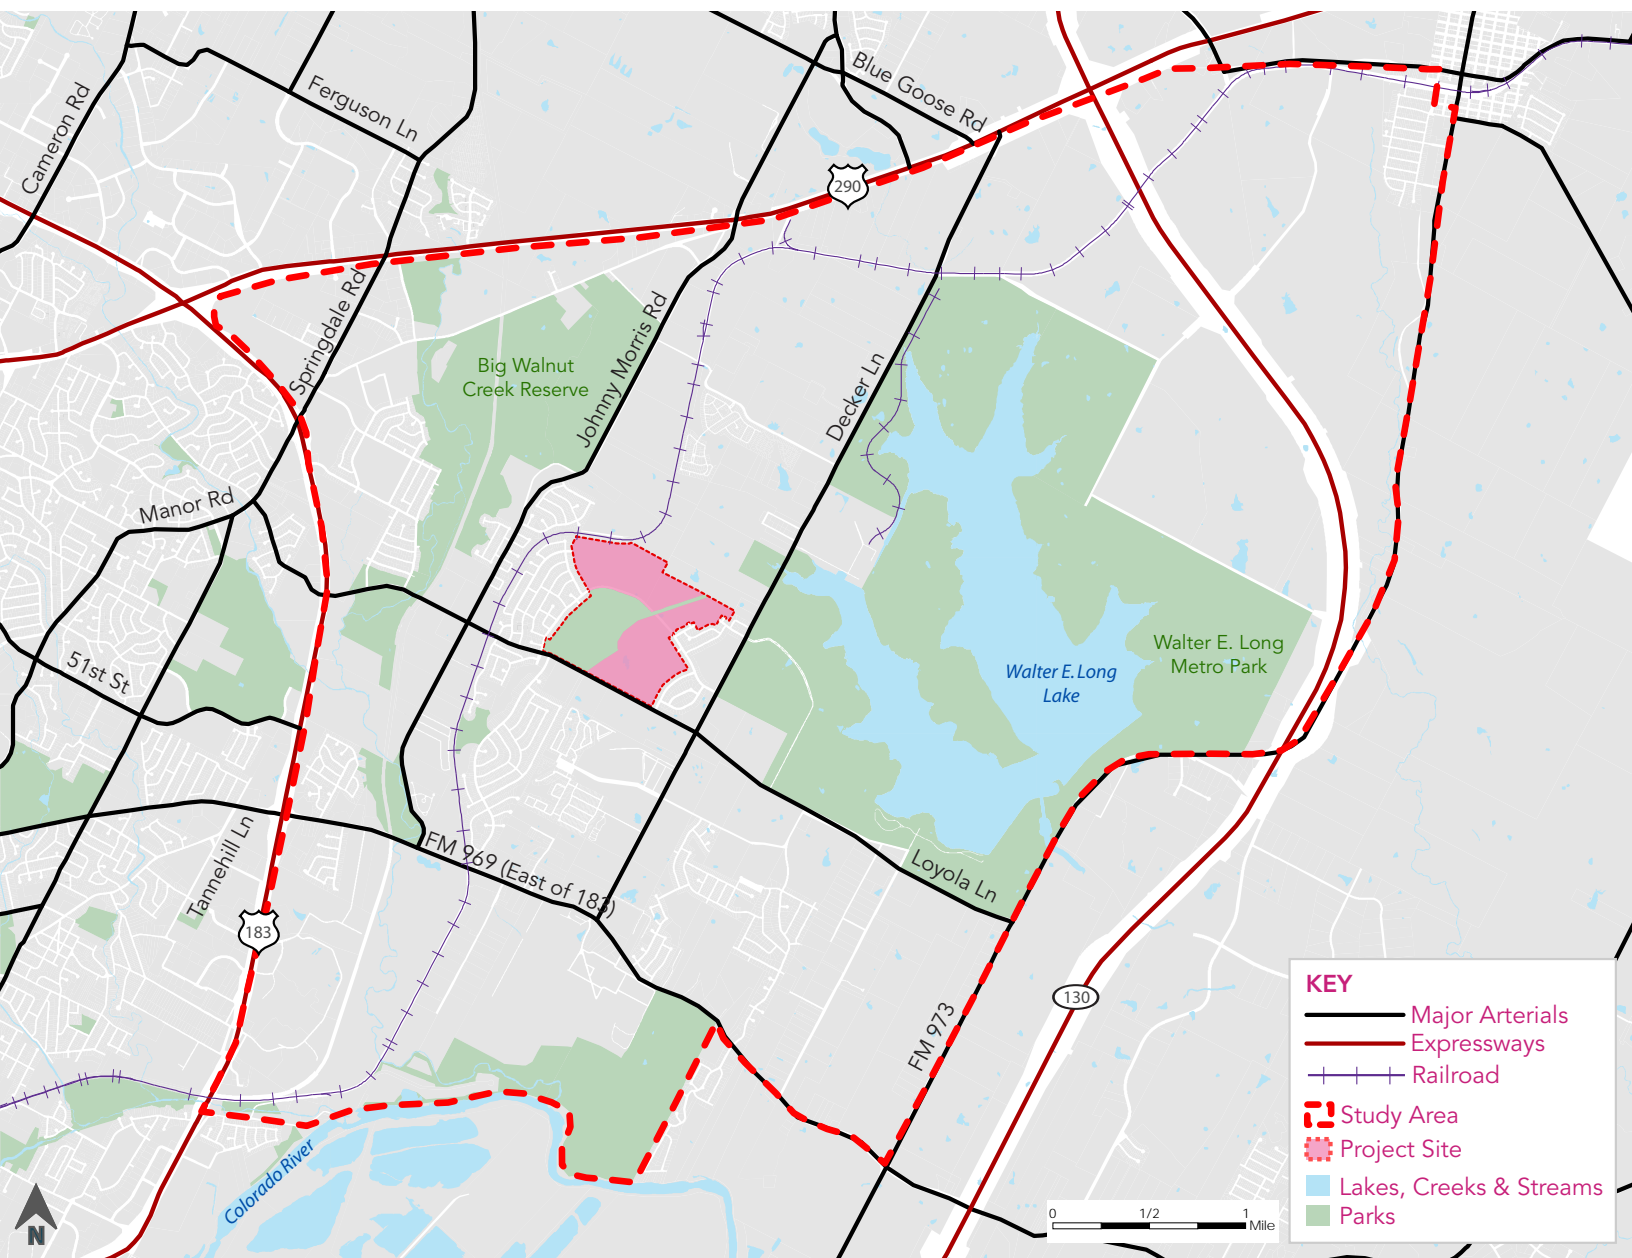 Cameron Rd
Ferguson Ln
Blue Goose Rd
290
Springdale Rd
Big Walnut
Creek Reserve
Johnny Morris Rd
Decker Ln
Manor Rd
51st St
Walter E. Long
Lake
Walter E. Long
Metro Park
Tannehill Ln
FM 969 (East of 183)
Loyola Ln
183
130
FM 973
Colorado River
N
0 1/2 1
Mile
KEY
Major Arterials
Expressways
Railroad
Study Area
Project Site
Lakes, Creeks & Streams
Parks